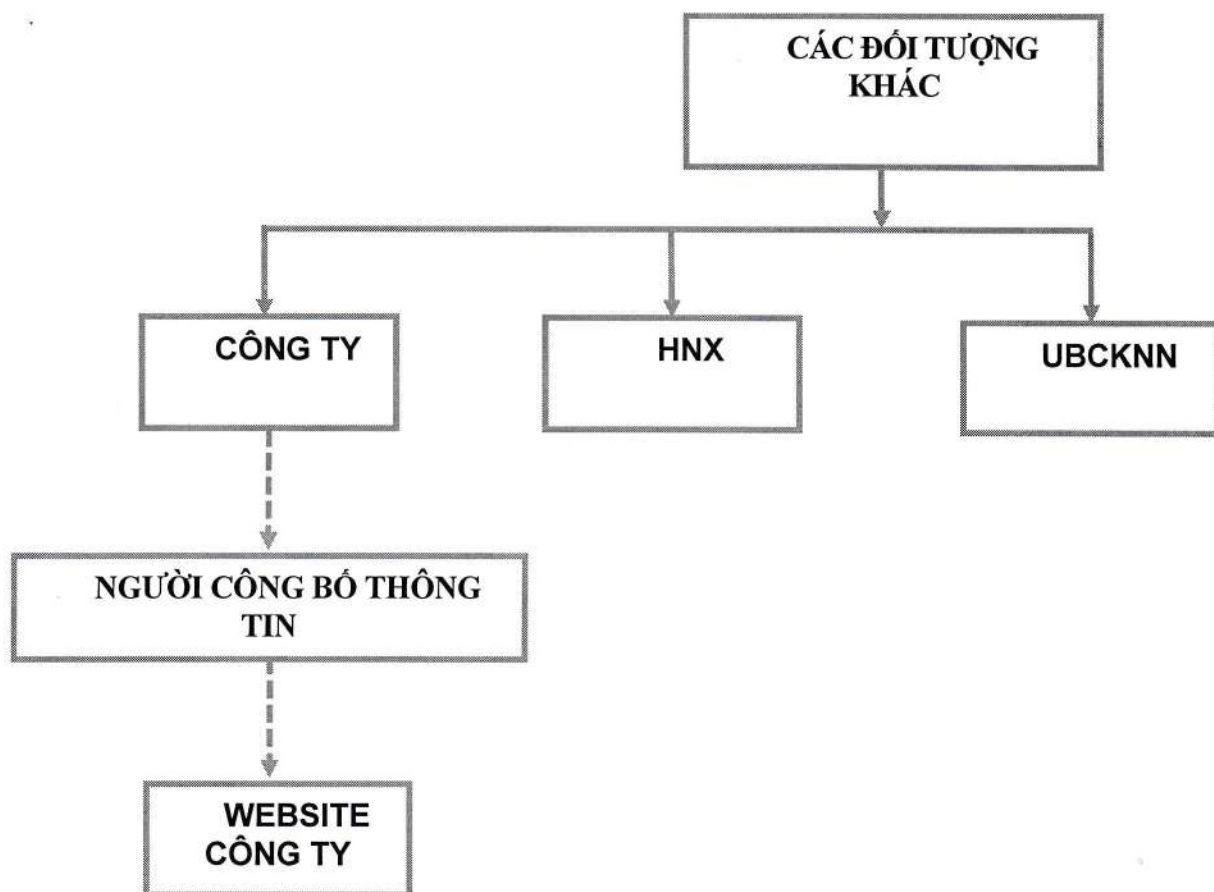 CÁC ĐỐI TƯỢNG
KHÁC
CÔNG TY
HNX
UBCKNN
NGƯỜI CÔNG BỐ THÔNG
TIN
WEBSITE
CÔNG TY